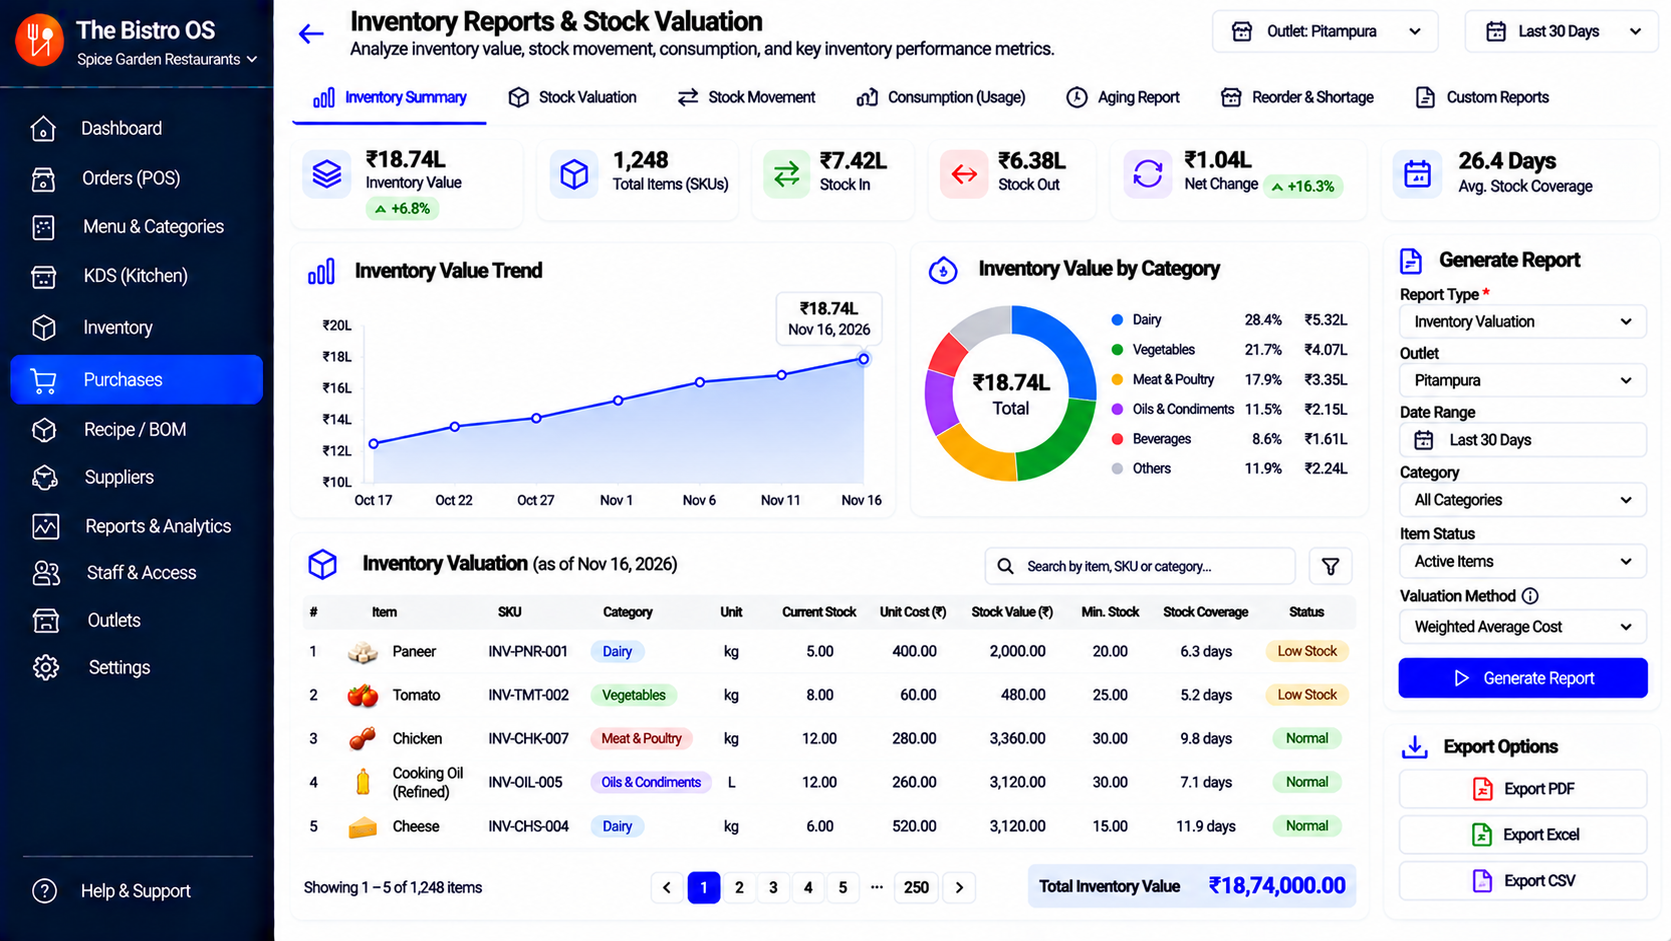 The Bistro OS
Spice Garden Restaurants
Dashboard
Orders (POS)
Menu & Categories
KDS (Kitchen)
Inventory
Purchases
Recipe / BOM
Suppliers
Reports & Analytics
Staff & Access
Outlets
Settings
Help & Support
Inventory Reports & Stock Valuation
Analyze inventory value, stock movement, consumption, and key inventory performance metrics.
Outlet: Pitampura
Last 30 Days
Inventory Summary
Stock Valuation
Stock Movement
Consumption (Usage)
Aging Report
Reorder & Shortage
Custom Reports
₹18.74L
Inventory Value
+6.8%
1,248
Total Items (SKUs)
₹7.42L
Stock In
₹6.38L
Stock Out
₹1.04L
Net Change
+16.3%
26.4 Days
Avg. Stock Coverage
Inventory Value Trend
₹18.74L
Nov 16, 2026
₹20L
₹18L
₹16L
₹14L
₹12L
₹10L
Oct 17 Oct 22 Oct 27 Nov 1 Nov 6 Nov 11 Nov 16
Inventory Value by Category
₹18.74L
Total
Dairy 28.4% ₹5.32L
Vegetables 21.7% ₹4.07L
Meat & Poultry 17.9% ₹3.35L
Oils & Condiments 11.5% ₹2.15L
Beverages 8.6% ₹1.61L
Others 11.9% ₹2.24L
Inventory Valuation (as of Nov 16, 2026)
Search by item, SKU or category...
# Item SKU Category Unit Current Stock Unit Cost (₹) Stock Value (₹) Min. Stock Stock Coverage Status
1 Paneer INV-PNR-001 Dairy kg 5.00 400.00 2,000.00 20.00 6.3 days Low Stock
2 Tomato INV-TMT-002 Vegetables kg 8.00 60.00 480.00 25.00 5.2 days Low Stock
3 Chicken INV-CHK-007 Meat & Poultry kg 12.00 280.00 3,360.00 30.00 9.8 days Normal
4 Cooking Oil (Refined) INV-OIL-005 Oils & Condiments L 12.00 260.00 3,120.00 30.00 7.1 days Normal
5 Cheese INV-CHS-004 Dairy kg 6.00 520.00 3,120.00 15.00 11.9 days Normal
Showing 1 – 5 of 1,248 items
1 2 3 4 5 ... 250
Total Inventory Value ₹18,74,000.00
Generate Report
Report Type *
Inventory Valuation
Outlet
Pitampura
Date Range
Last 30 Days
Category
All Categories
Item Status
Active Items
Valuation Method
Weighted Average Cost
Generate Report
Export Options
Export PDF
Export Excel
Export CSV